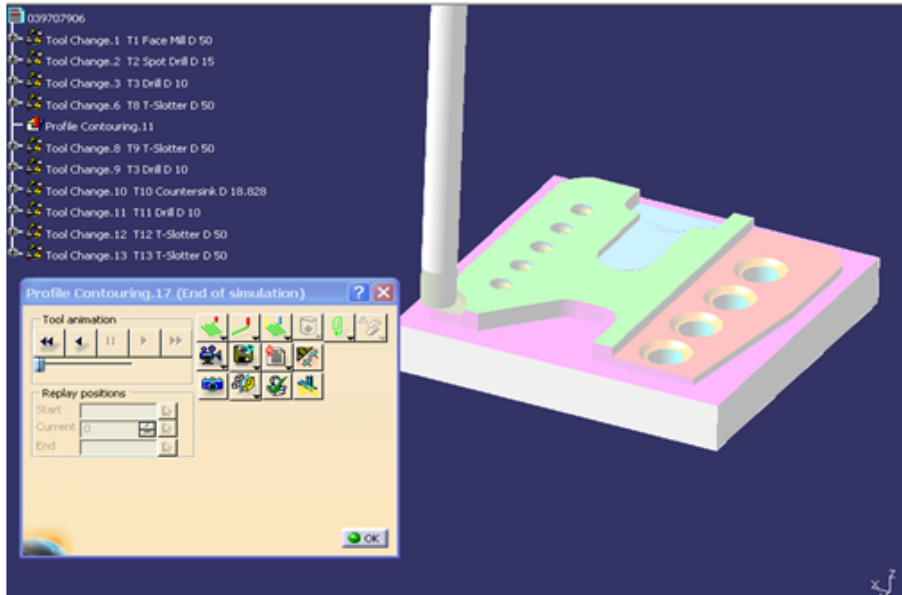 039707906
Tool Change.1 T1 Face Mill D 50
Tool Change.2 T2 Spot Drill D 15
Tool Change.3 T3 Drill D 10
Tool Change.6 T8 T-Slotter D 50
Profile Contouring.11
Tool Change.8 T9 T-Slotter D 50
Tool Change.9 T3 Drill D 10
Tool Change.10 T10 Countersink D 18.828
Tool Change.11 T11 Drill D 10
Tool Change.12 T12 T-Slotter D 50
Tool Change.13 T13 T-Slotter D 50
Profile Contouring.17 (End of simulation)
Tool animation
Replay positions
Start
Current 0
End
OK
z
x